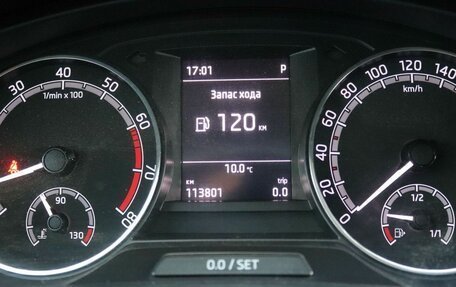 17:01 P
Запас хода
120 км
10.0 °C
км trip
113801 0.0
0.0 / SET
30 40 50 60 70 80
1/min x 100
90
130
0 20 40 60 80 100 120 140
km/h
1/2
1/1